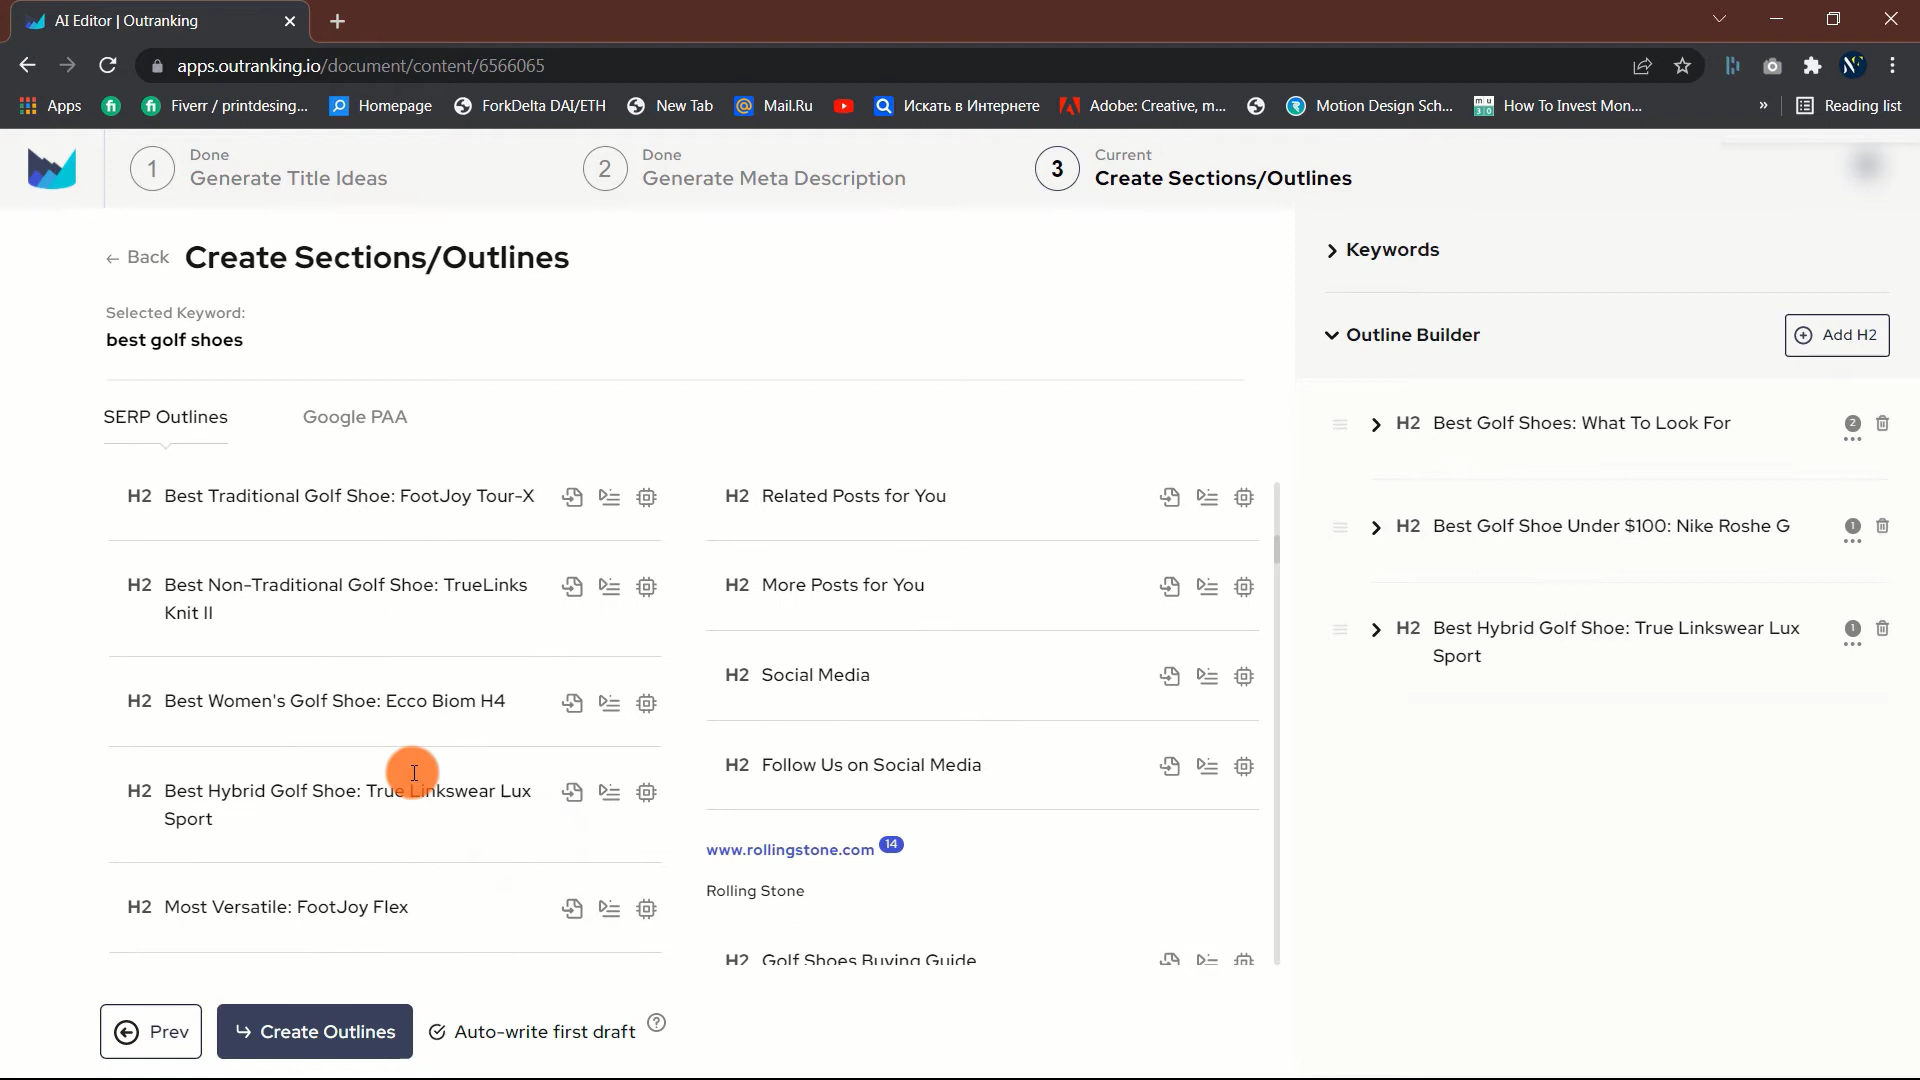 AI Editor | Outranking
apps.outranking.io/document/content/6566065
Apps
Fiverr / printdesing...
Homepage
ForkDelta DAI/ETH
New Tab
Mail.Ru
Искать в Интернете
Adobe: Creative, m...
Motion Design Sch...
How To Invest Mon...
»
Reading list
1
Done
Generate Title Ideas
2
Done
Generate Meta Description
3
Current
Create Sections/Outlines
← Back
Create Sections/Outlines
Selected Keyword:
best golf shoes
SERP Outlines
Google PAA
H2 Best Traditional Golf Shoe: FootJoy Tour-X
H2 Best Non-Traditional Golf Shoe: TrueLinks
Knit II
H2 Best Women's Golf Shoe: Ecco Biom H4
H2 Best Hybrid Golf Shoe: True Linkswear Lux
Sport
H2 Most Versatile: FootJoy Flex
H2 Related Posts for You
H2 More Posts for You
H2 Social Media
H2 Follow Us on Social Media
www.rollingstone.com 14
Rolling Stone
H2 Golf Shoes Buying Guide
Prev
Create Outlines
Auto-write first draft
?
Keywords
Outline Builder
Add H2
H2 Best Golf Shoes: What To Look For
2
H2 Best Golf Shoe Under $100: Nike Roshe G
1
H2 Best Hybrid Golf Shoe: True Linkswear Lux
Sport
1